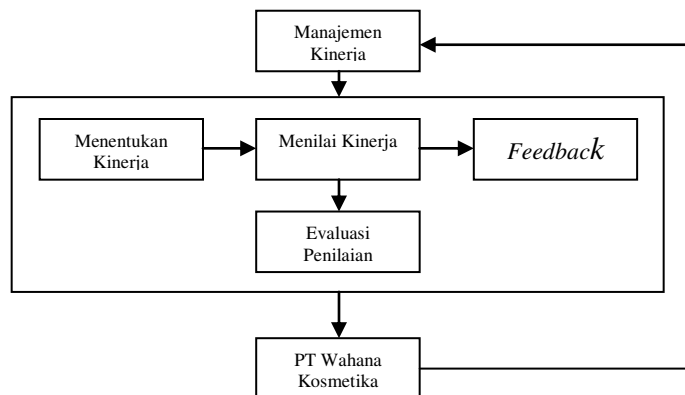 Manajemen
Kinerja
Menentukan
Kinerja
Menilai Kinerja
Feedback
Evaluasi
Penilaian
PT Wahana
Kosmetika